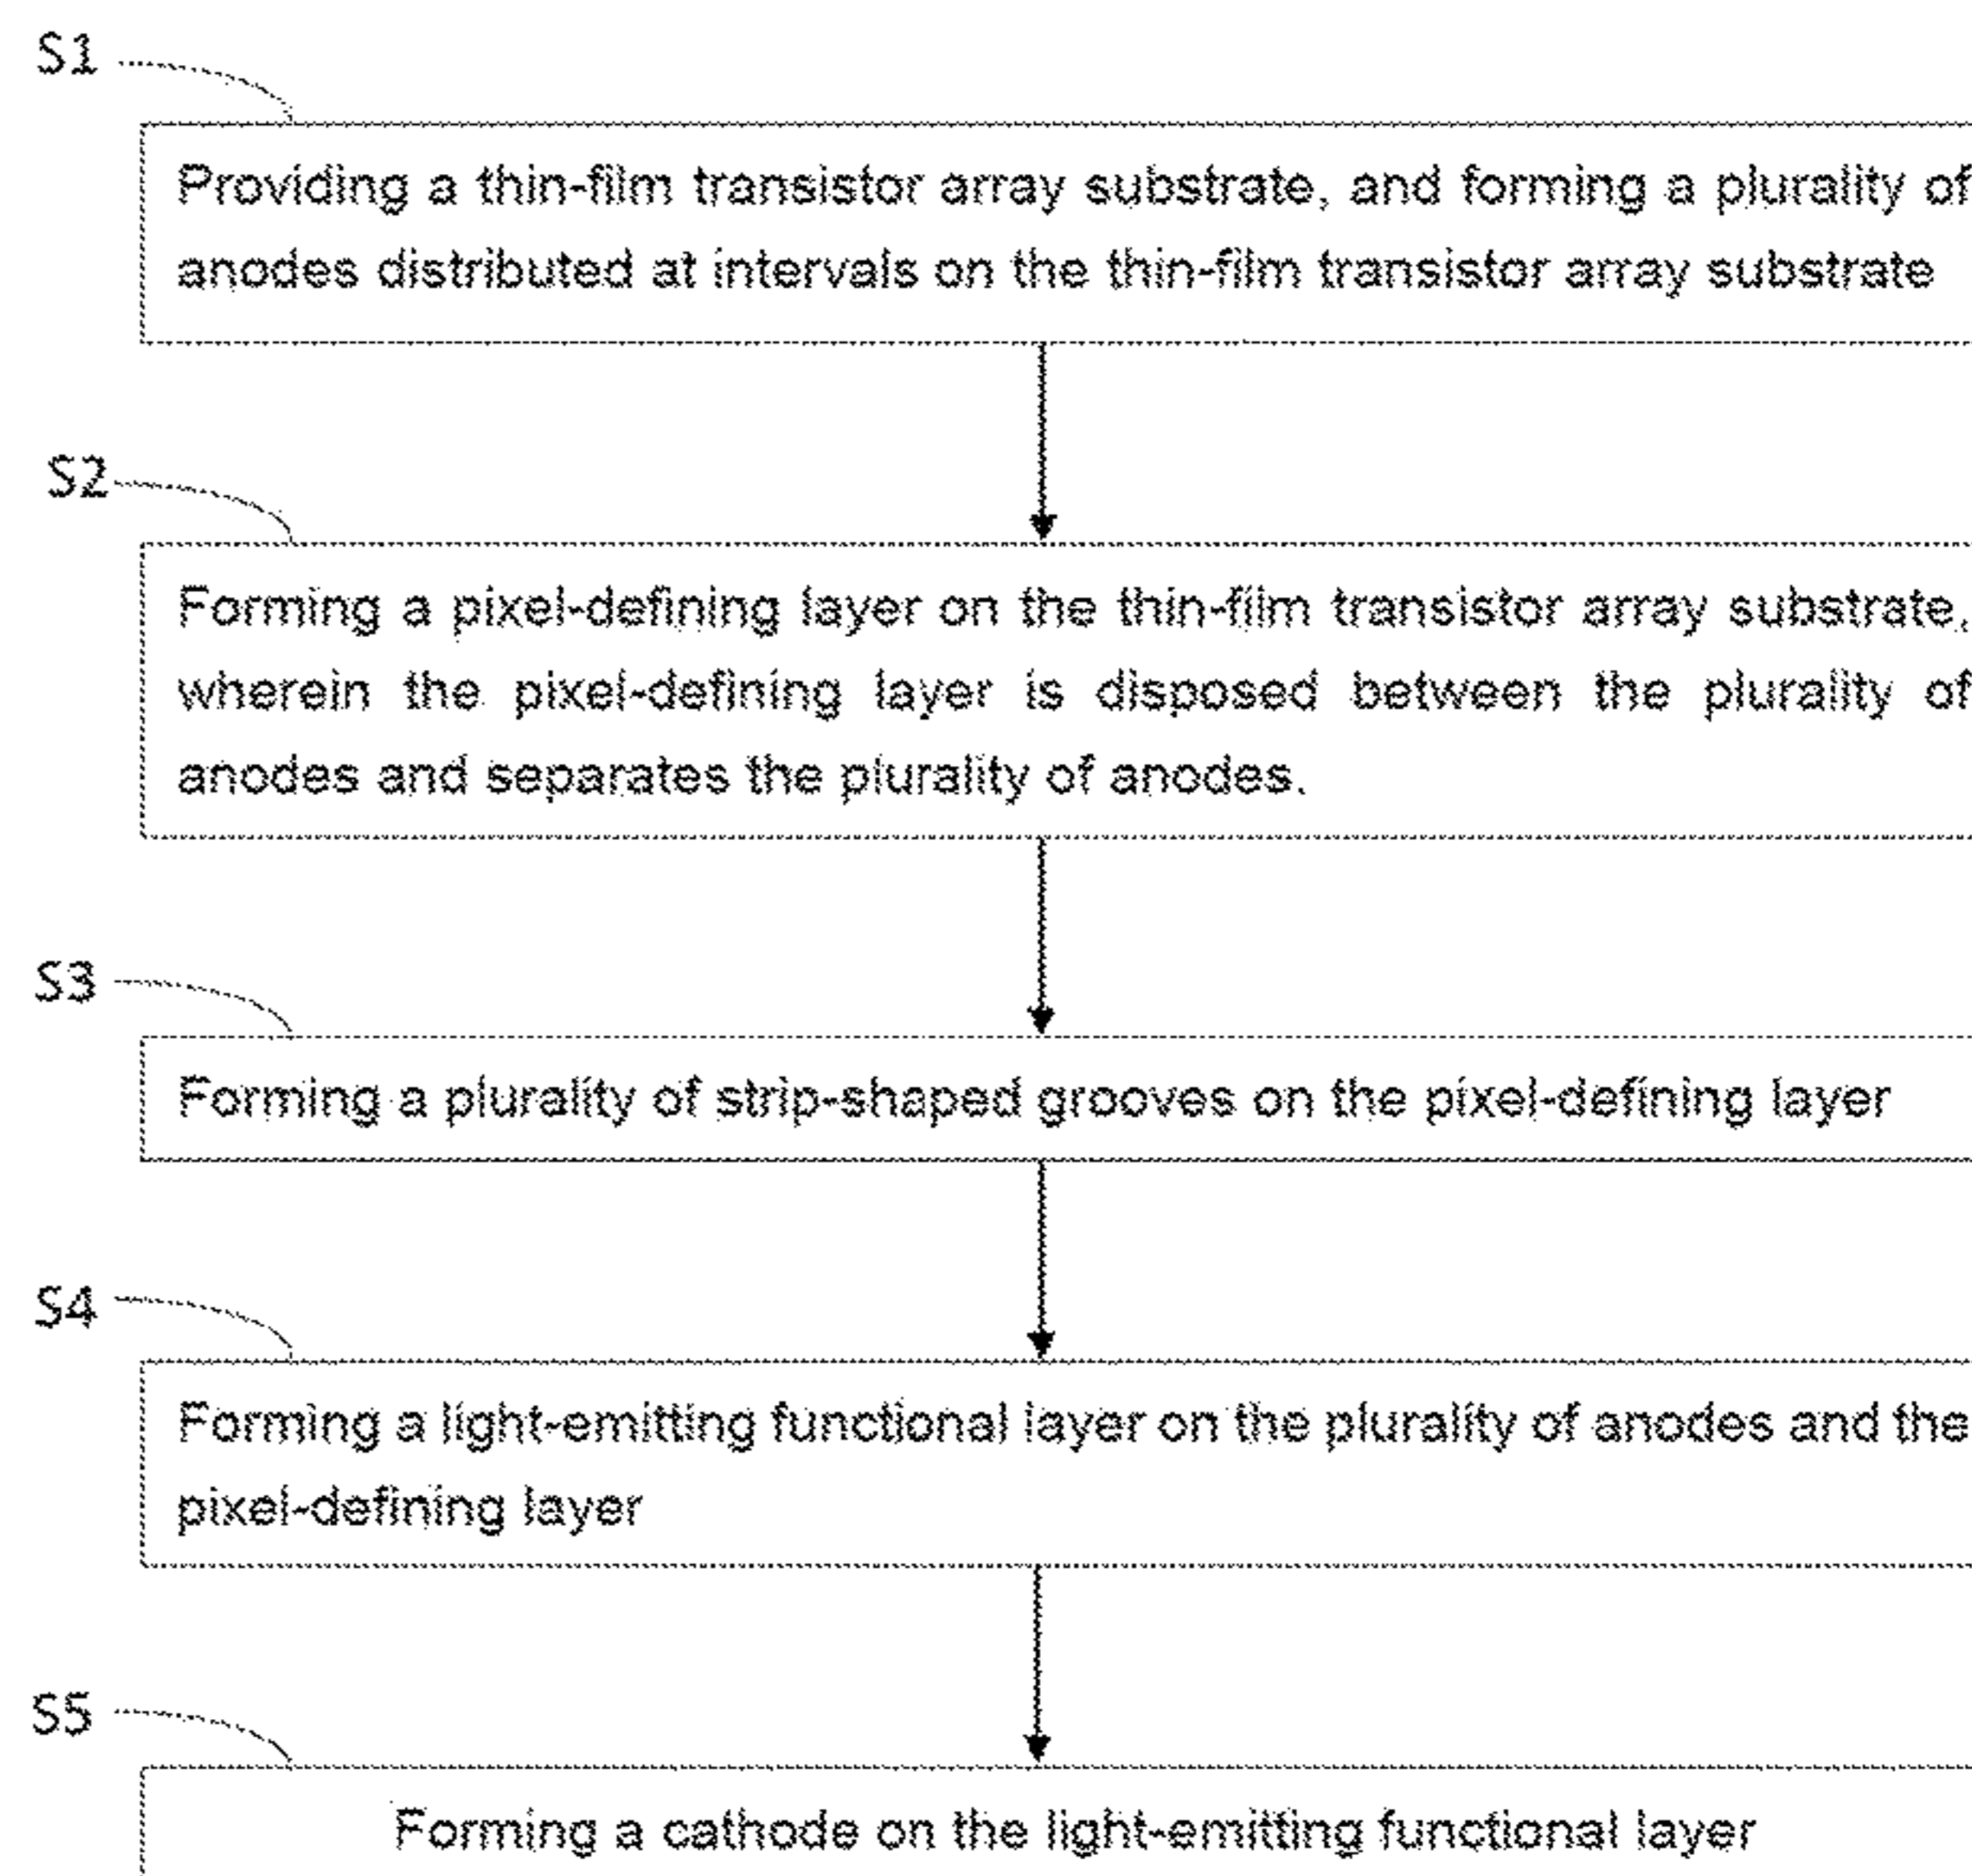 S1
Providing a thin-film transistor array substrate, and forming a plurality of
anodes distributed at intervals on the thin-film transistor array substrate
S2
Forming a pixel-defining layer on the thin-film transistor array substrate,
wherein the pixel-defining layer is disposed between the plurality of
anodes and separates the plurality of anodes.
S3
Forming a plurality of strip-shaped grooves on the pixel-defining layer
S4
Forming a light-emitting functional layer on the plurality of anodes and the
pixel-defining layer
S5
Forming a cathode on the light-emitting functional layer